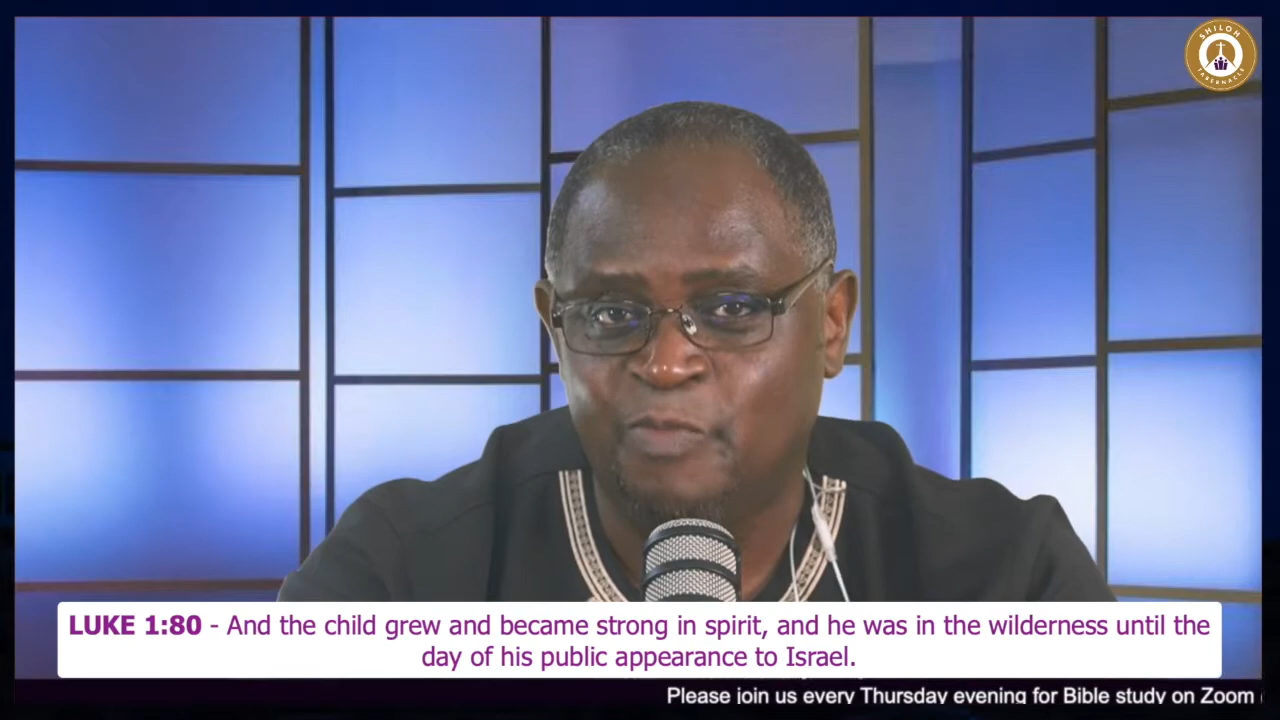 SHILOH
TABERNACLE
LUKE 1:80 - And the child grew and became strong in spirit, and he was in the wilderness until the
day of his public appearance to Israel.
Please join us every Thursday evening for Bible study on Zoom